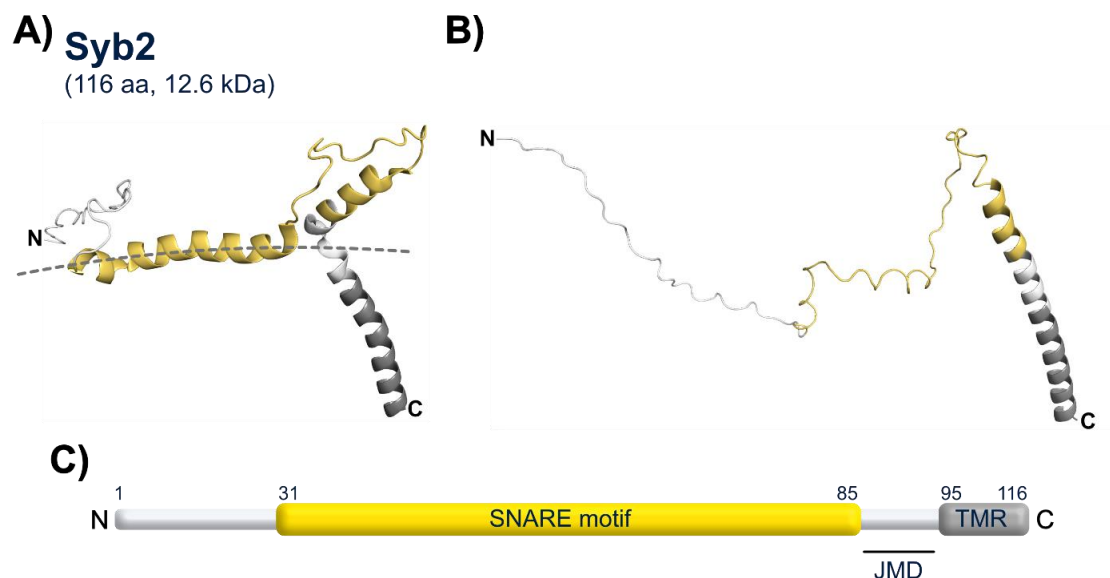 A) B)
Syb2
(116 aa, 12.6 kDa)
N
N
C
C
C)
1 31 85 95 116
N SNARE motif TMR C
JMD